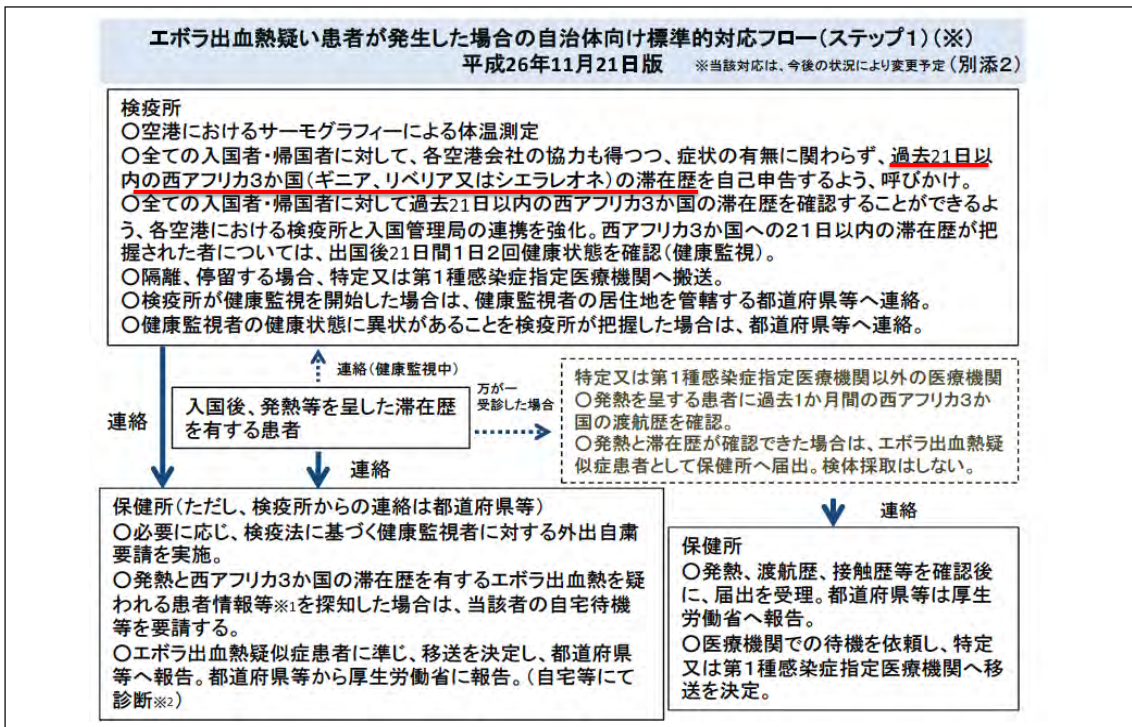 エボラ出血熱疑い患者が発生した場合の自治体向け標準的対応フロー(ステップ1)(※)
平成26年11月21日版 ※当該対応は、今後の状況により変更予定(別添2)
検疫所
○空港におけるサーモグラフィーによる体温測定
○全ての入国者・帰国者に対して、各空港会社の協力も得つつ、症状の有無に関わらず、過去21日以
内の西アフリカ3か国(ギニア、リベリア又はシエラレオネ)の滞在歴を自己申告するよう、呼びかけ。
○全ての入国者・帰国者に対して過去21日以内の西アフリカ3か国の滞在歴を確認することができるよ
う、各空港における検疫所と入国管理局の連携を強化。西アフリカ3か国への21日以内の滞在歴が把
握された者については、出国後21日間1日2回健康状態を確認(健康監視)。
○隔離、停留する場合、特定又は第1種感染症指定医療機関へ搬送。
○検疫所が健康監視を開始した場合は、健康監視者の居住地を管轄する都道府県等へ連絡。
○健康監視者の健康状態に異状があることを検疫所が把握した場合は、都道府県等へ連絡。
連絡(健康監視中)
連絡
入国後、発熱等を呈した滞在歴
を有する患者
万が一
受診した場合
特定又は第1種感染症指定医療機関以外の医療機関
○発熱を呈する患者に過去1か月間の西アフリカ3か
国の渡航歴を確認。
○発熱と滞在歴が確認できた場合は、エボラ出血熱疑
似症患者として保健所へ届出。検体採取はしない。
連絡
保健所(ただし、検疫所からの連絡は都道府県等)
○必要に応じ、検疫法に基づく健康監視者に対する外出自粛
要請を実施。
○発熱と西アフリカ3か国の滞在歴を有するエボラ出血熱を疑
われる患者情報等※1を探知した場合は、当該者の自宅待機
等を要請する。
○エボラ出血熱疑似症患者に準じ、移送を決定し、都道府県
等へ報告。都道府県等から厚生労働省に報告。(自宅等にて
診断※2)
連絡
保健所
○発熱、渡航歴、接触歴等を確認後
に、届出を受理。都道府県等は厚生
労働省へ報告。
○医療機関での待機を依頼し、特定
又は第1種感染症指定医療機関へ移
送を決定。